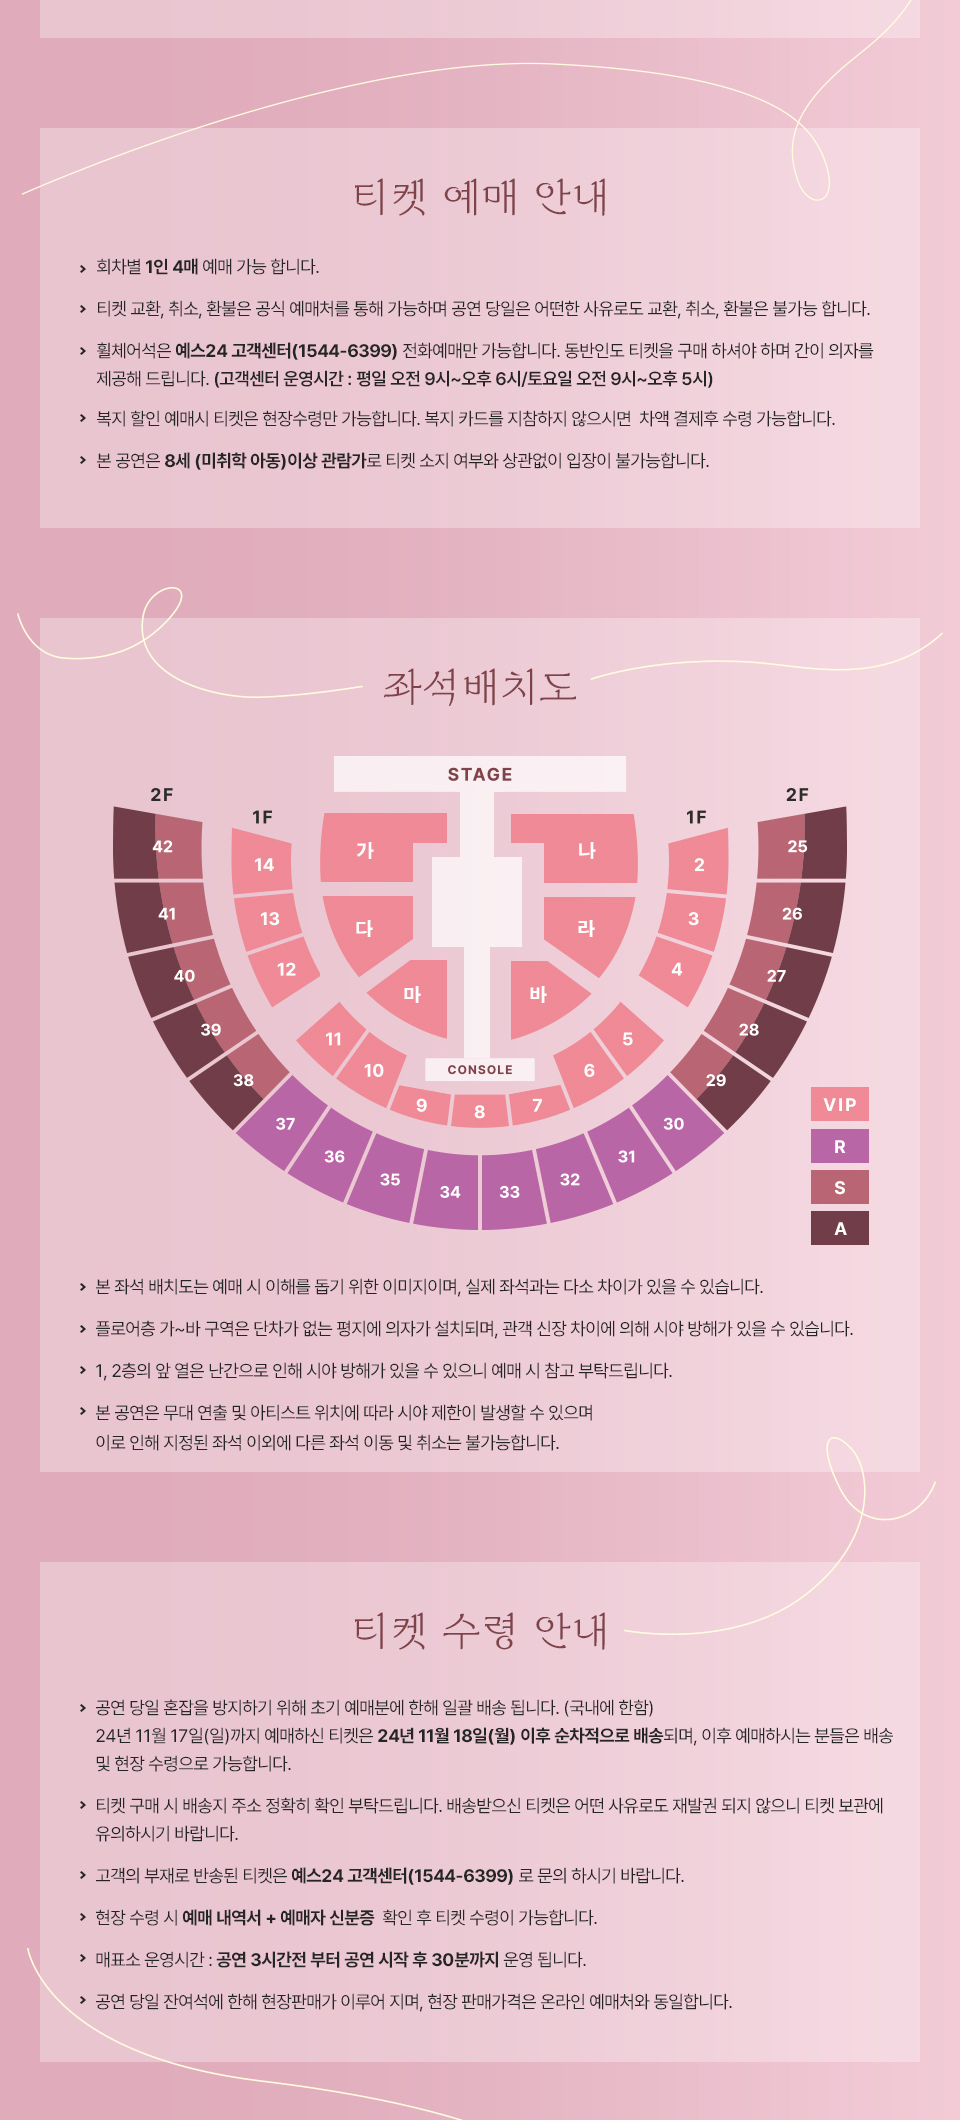 티켓 예매 안내
회차별 1인 4매 예매 가능 합니다.
티켓 교환, 취소, 환불은 공식 예매처를 통해 가능하며 공연 당일은 어떠한 사유로도 교환, 취소, 환불은 불가능 합니다.
휠체어석은 예스24 고객센터(1544-6399) 전화예매만 가능합니다. 동반인도 티켓을 구매 하셔야 하며 간이 의자를
제공해 드립니다. (고객센터 운영시간 : 평일 오전 9시~오후 6시/토요일 오전 9시~오후 5시)
복지 할인 예매시 티켓은 현장수령만 가능합니다. 복지 카드를 지참하지 않으시면 차액 결제후 수령 가능합니다.
본 공연은 8세 (미취학 아동)이상 관람가로 티켓 소지 여부와 상관없이 입장이 불가능합니다.
좌석배치도
STAGE
2F
2F
1F
1F
42
14
가
나
2
25
41
13
다
라
3
26
40
12
마
바
4
27
39
11
5
28
38
10
CONSOLE
6
29
9
8
7
37
30
36
31
35
32
34
33
VIP
R
S
A
본 좌석 배치도는 예매 시 이해를 돕기 위한 이미지이며, 실제 좌석과는 다소 차이가 있을 수 있습니다.
플로어층 가~바 구역은 단차가 없는 평지에 의자가 설치되며, 관객 신장 차이에 의해 시야 방해가 있을 수 있습니다.
1, 2층의 앞 열은 난간으로 인해 시야 방해가 있을 수 있으니 예매 시 참고 부탁드립니다.
본 공연은 무대 연출 및 아티스트 위치에 따라 시야 제한이 발생할 수 있으며
이로 인해 지정된 좌석 이외에 다른 좌석 이동 및 취소는 불가능합니다.
티켓 수령 안내
공연 당일 혼잡을 방지하기 위해 초기 예매분에 한해 일괄 배송 됩니다. (국내에 한함)
24년 11월 17일(일)까지 예매하신 티켓은 24년 11월 18일(월) 이후 순차적으로 배송되며, 이후 예매하시는 분들은 배송
및 현장 수령으로 가능합니다.
티켓 구매 시 배송지 주소 정확히 확인 부탁드립니다. 배송받으신 티켓은 어떤 사유로도 재발권 되지 않으니 티켓 보관에
유의하시기 바랍니다.
고객의 부재로 반송된 티켓은 예스24 고객센터(1544-6399) 로 문의 하시기 바랍니다.
현장 수령 시 예매 내역서 + 예매자 신분증 확인 후 티켓 수령이 가능합니다.
매표소 운영시간 : 공연 3시간전 부터 공연 시작 후 30분까지 운영 됩니다.
공연 당일 잔여석에 한해 현장판매가 이루어 지며, 현장 판매가격은 온라인 예매처와 동일합니다.